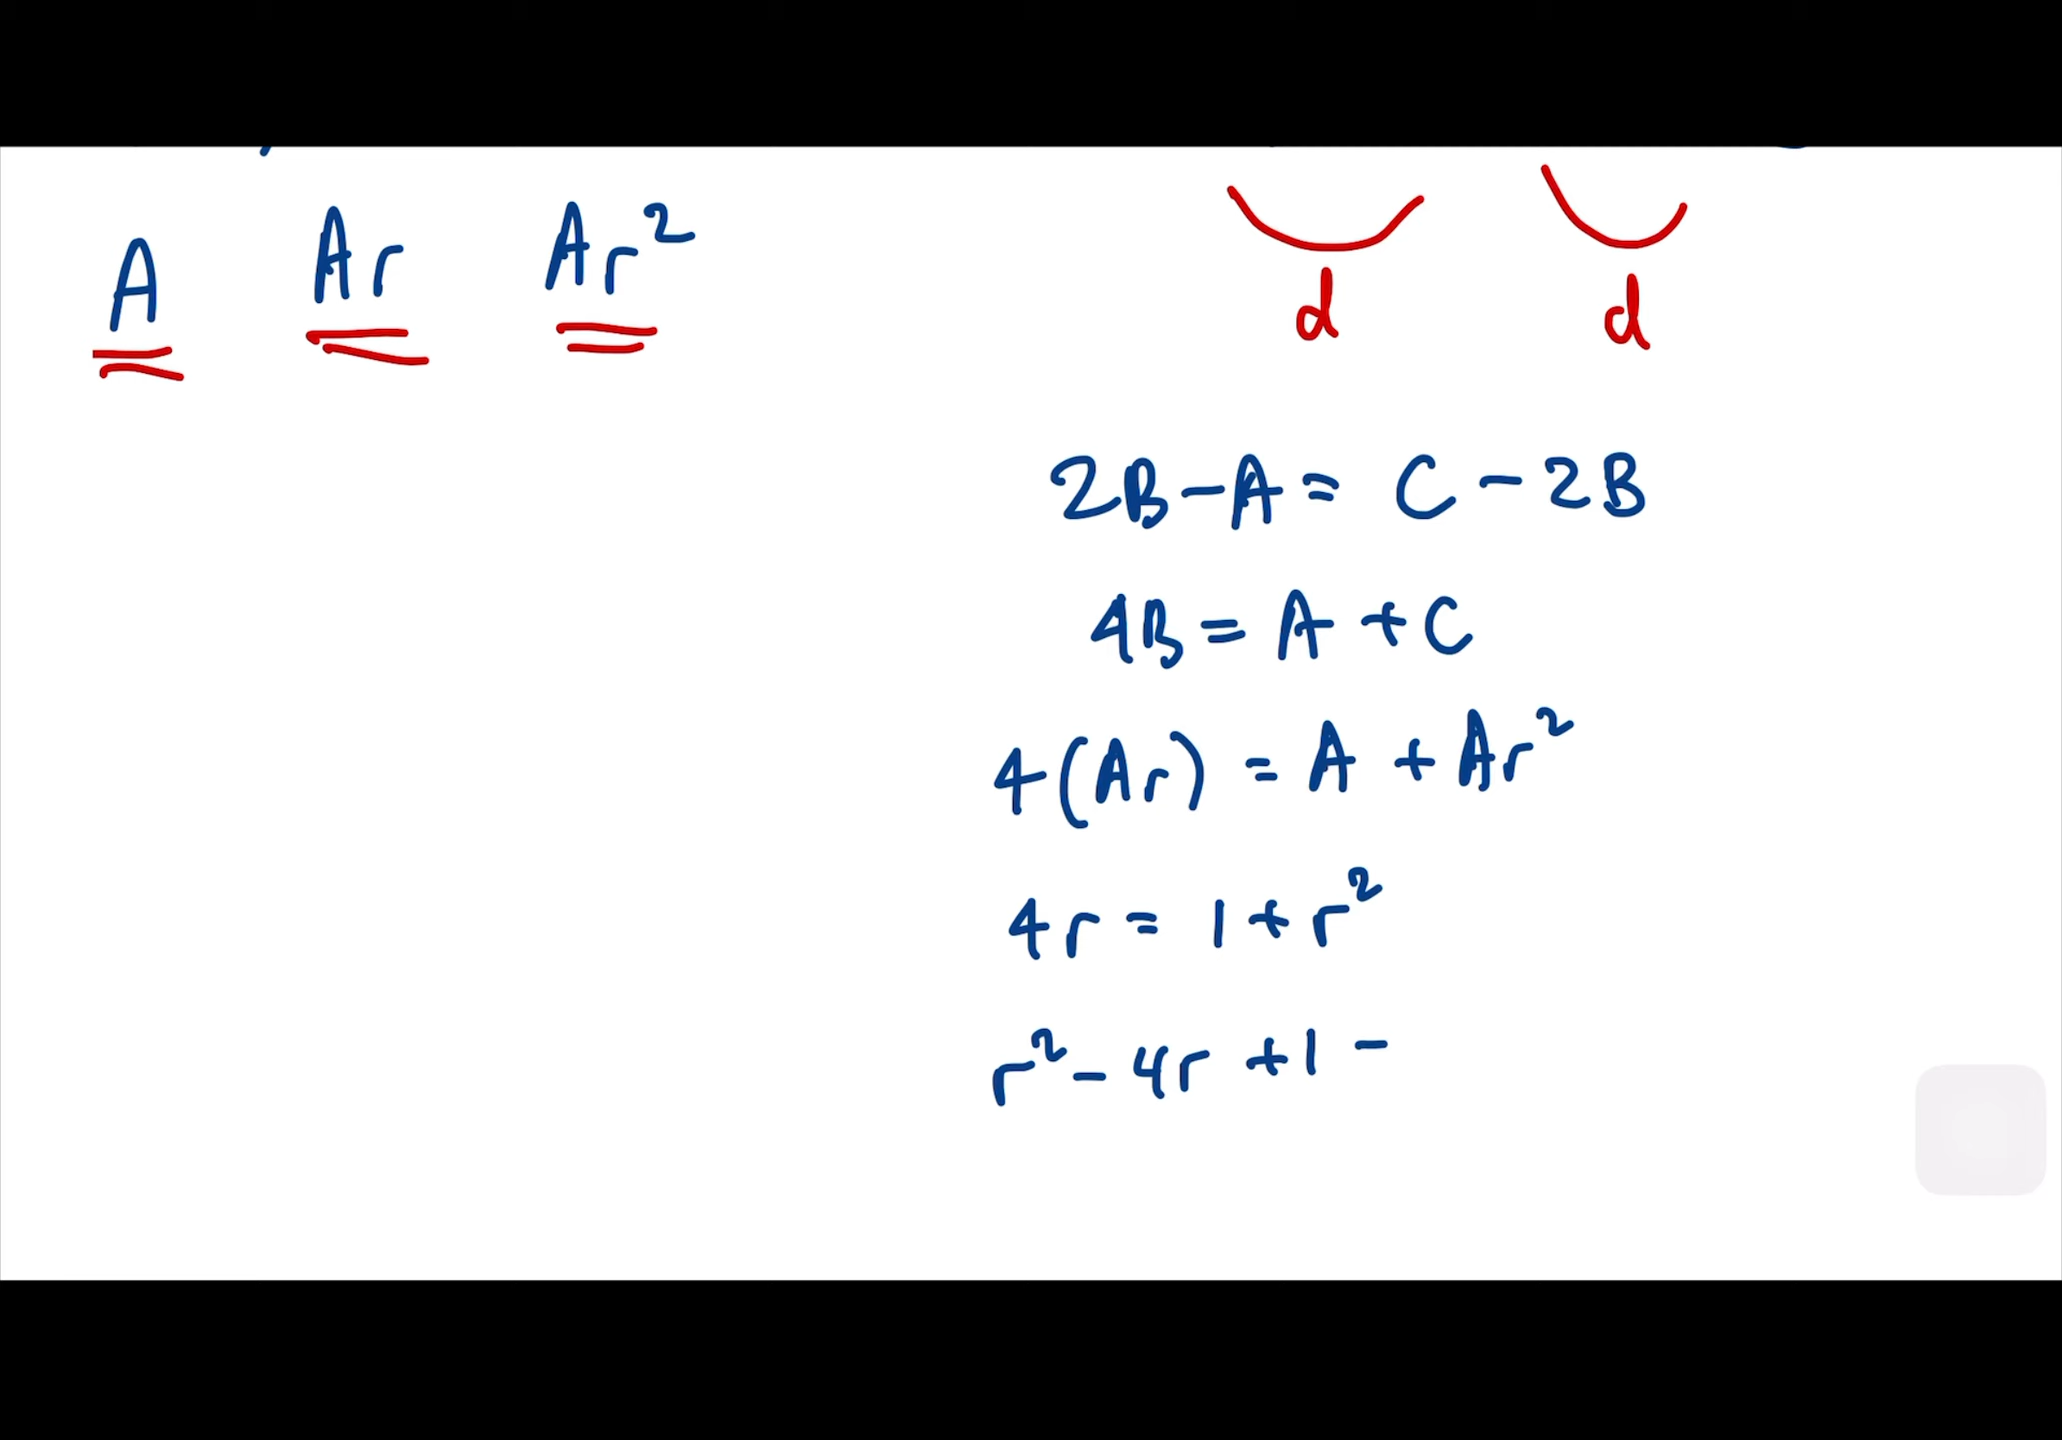 A Ar Ar²
d d
2B-A = C-2B
4B = A+C
4(Ar) = A + Ar²
4r = 1+r²
r²-4r+1 -